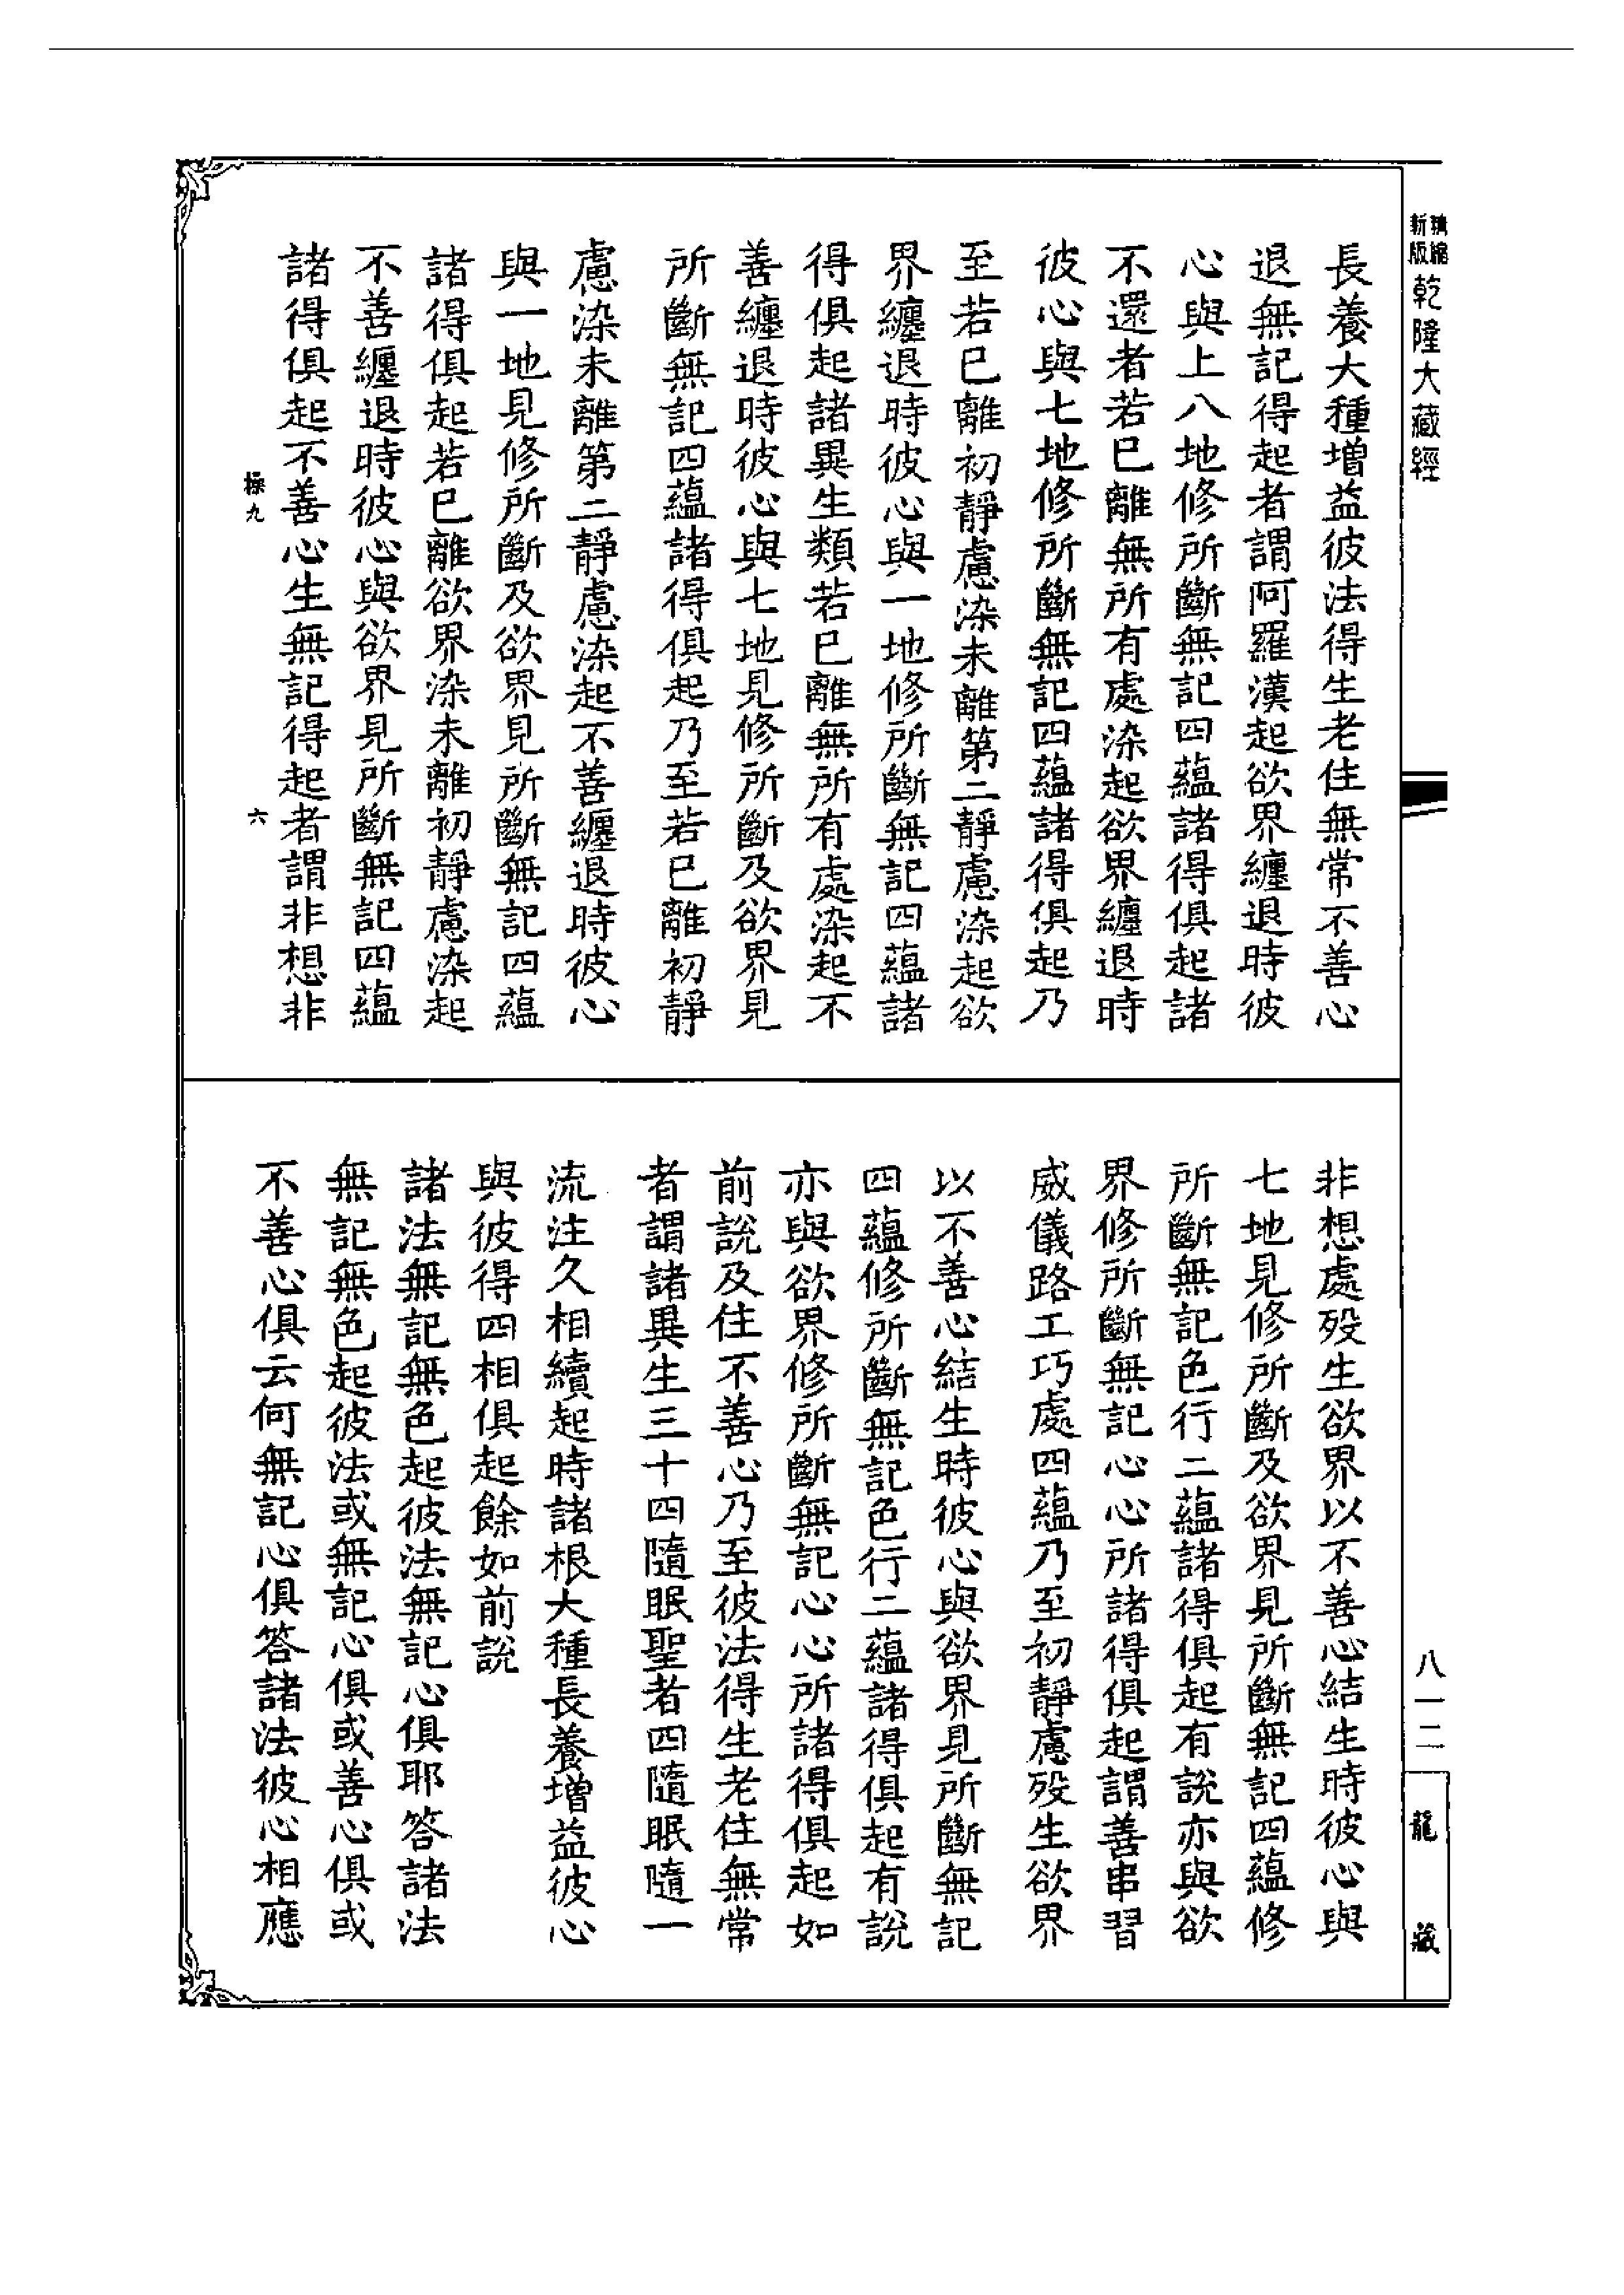 新版精縮乾隆大藏經
長養大種增益彼法得生老住無常不善心
退無記得起者謂阿羅漢起欲界纏退時彼
心與上八地修所斷無記四蘊諸得俱起諸
不還者若已離無所有處染起欲界纏退時
彼心與七地修所斷無記四蘊諸得俱起乃
至若已離初靜慮染未離第二靜慮染起欲
界纏退時彼心與一地修所斷無記四蘊諸
得俱起諸異生類若已離無所有處染起不
善纏退時彼心與七地見修所斷及欲界見
所斷無記四蘊諸得俱起乃至若已離初靜
慮染未離第二靜慮染起不善纏退時彼心
與一地見修所斷及欲界見所斷無記四蘊
諸得俱起若已離欲界染未離初靜慮染起
不善纏退時彼心與欲界見所斷無記四蘊
諸得俱起不善心生無記得起者謂非想非
操九 六
非想處歿生欲界以不善心結生時彼心與
七地見修所斷及欲界見所斷無記四蘊修
所斷無記色行二蘊諸得俱起有說亦與欲
界修所斷無記心心所諸得俱起謂善串習
威儀路工巧處四蘊乃至初靜慮歿生欲界
以不善心結生時彼心與欲界見所斷無記
四蘊修所斷無記色行二蘊諸得俱起有說
亦與欲界修所斷無記心心所諸得俱起如
前說及住不善心乃至彼法得生老住無常
者謂諸異生三十四隨眠聖者四隨眠隨一
流注久相續起時諸根大種長養增益彼心
與彼得四相俱起餘如前說
諸法無記無色起彼法無記心俱耶答諸法
無記無色起彼法或無記心俱或善心俱或
不善心俱云何無記心俱答諸法彼心相應
八一二
龍藏